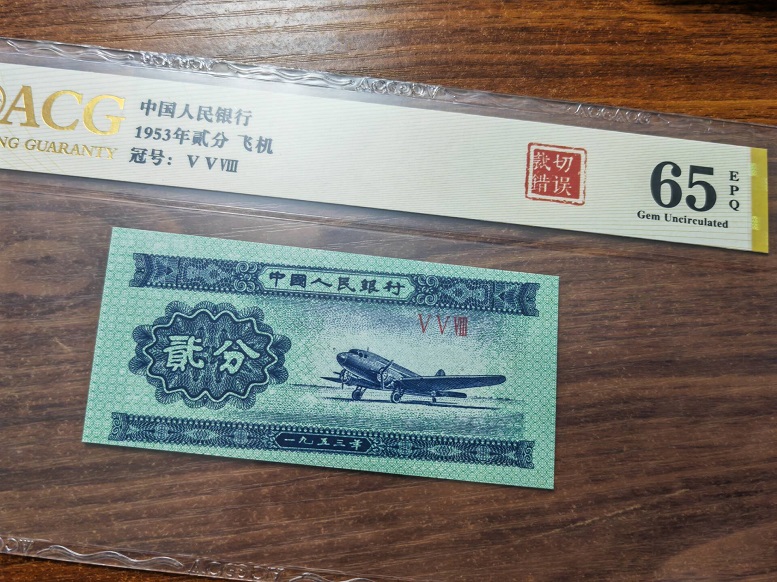 ACG
NG GUARANTY
中国人民银行
1953年贰分 飞机
冠号：V V Ⅷ
裁切
错误
65
EPQ
Gem Uncirculated
中國人民銀行
V V Ⅷ
貳分
一九五三年